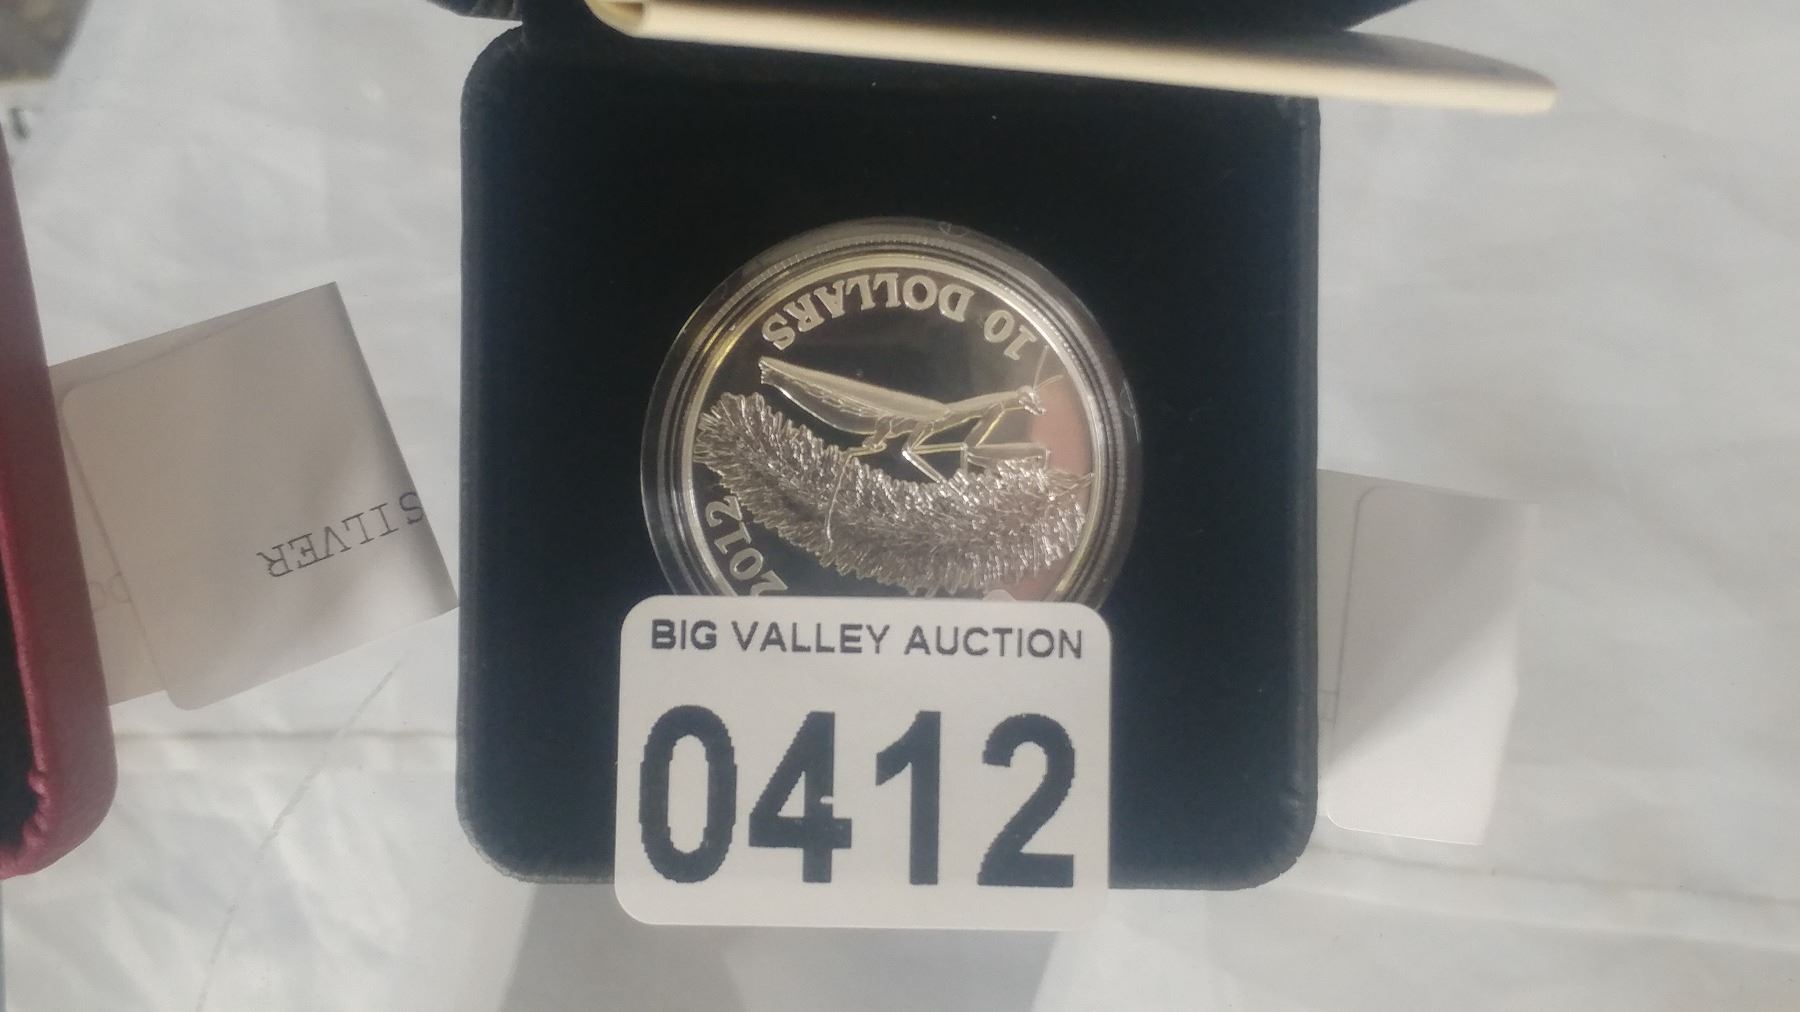 10 DOLLARS
2012
SILVER
BIG VALLEY AUCTION
0412